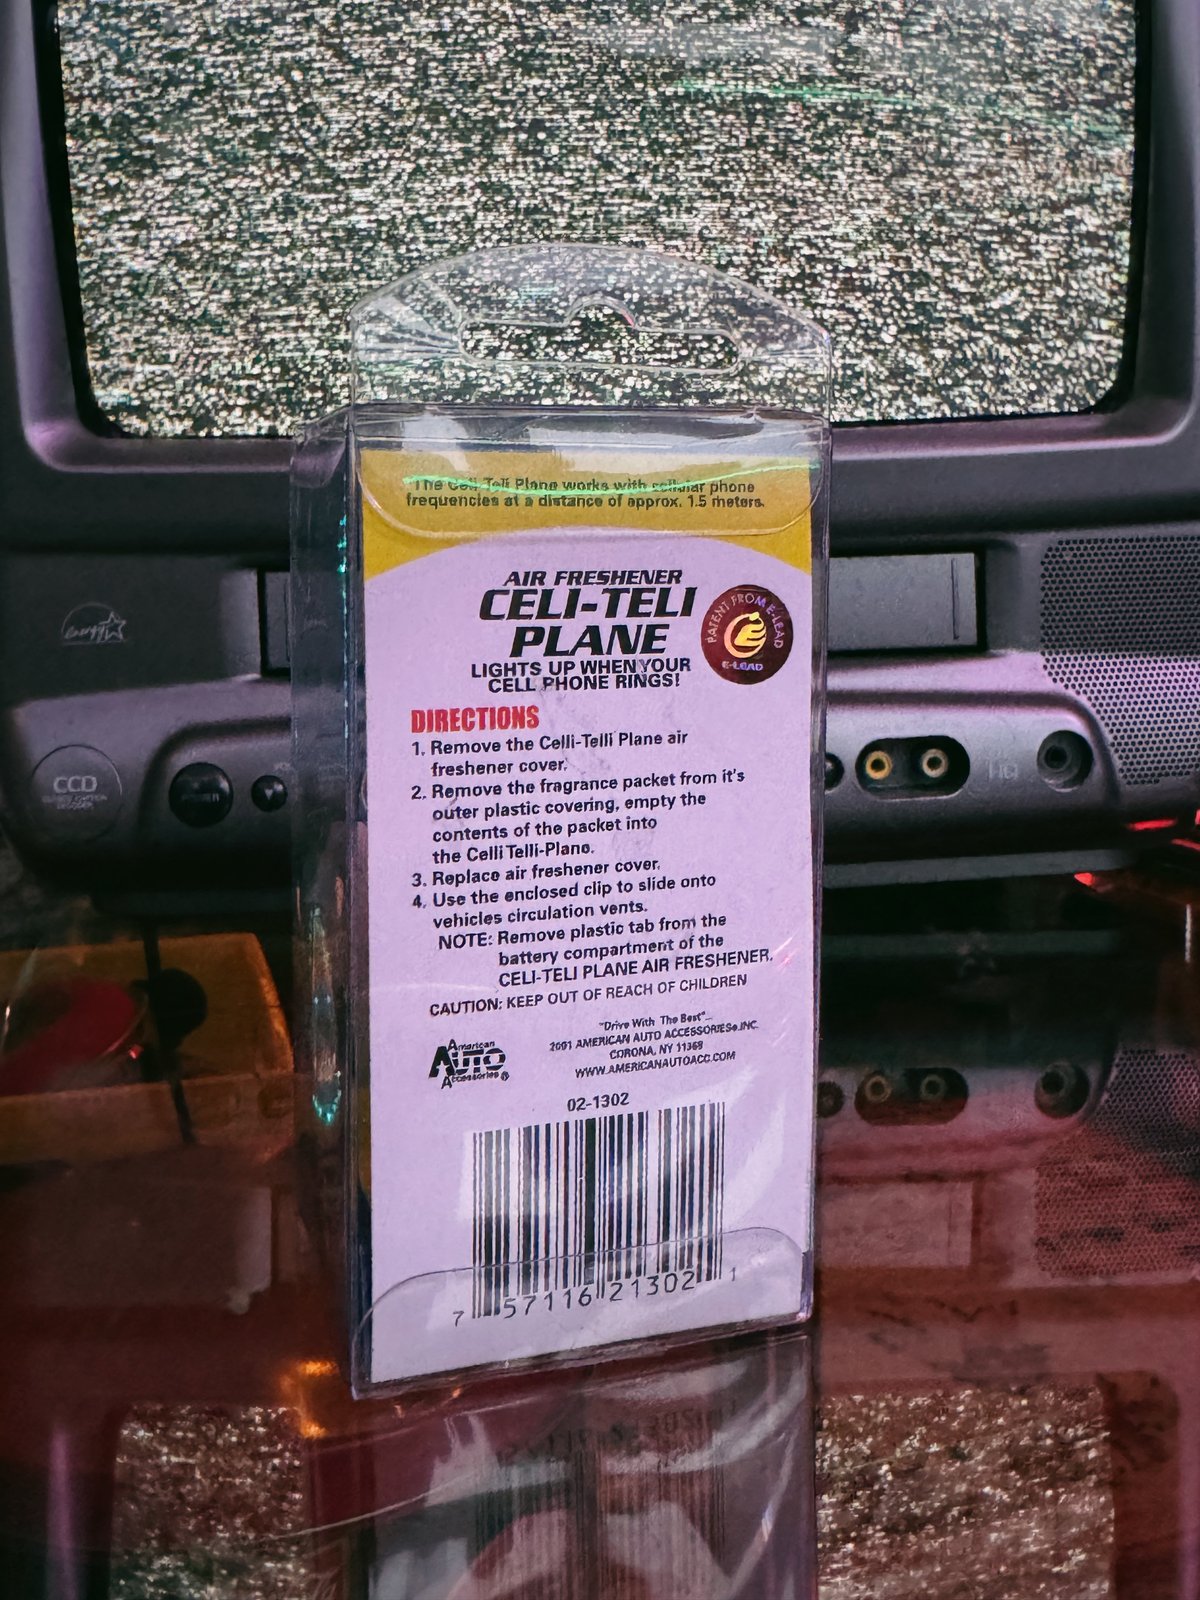 The Celi-Teli Plane works with cellular phone
frequencies at a distance of approx. 1.5 meters.
AIR FRESHENER
CELI-TELI
PLANE
LIGHTS UP WHEN YOUR
CELL PHONE RINGS!
PATENT FROM E-LEAD
E-LEAD
DIRECTIONS
1. Remove the Celli-Telli Plane air
freshener cover.
2. Remove the fragrance packet from it's
outer plastic covering, empty the
contents of the packet into
the Celli Telli-Plane.
3. Replace air freshener cover.
4. Use the enclosed clip to slide onto
vehicles circulation vents.
NOTE: Remove plastic tab from the
battery compartment of the
CELI-TELI PLANE AIR FRESHENER.
CAUTION: KEEP OUT OF REACH OF CHILDREN
American
AUTO
Accessories ®
"Drive With The Best"...
2001 AMERICAN AUTO ACCESSORIES® INC.
CORONA, NY 11368
WWW.AMERICANAUTOACC.COM
02-1302
7 57116 21302 1
energy
CCD
POWER